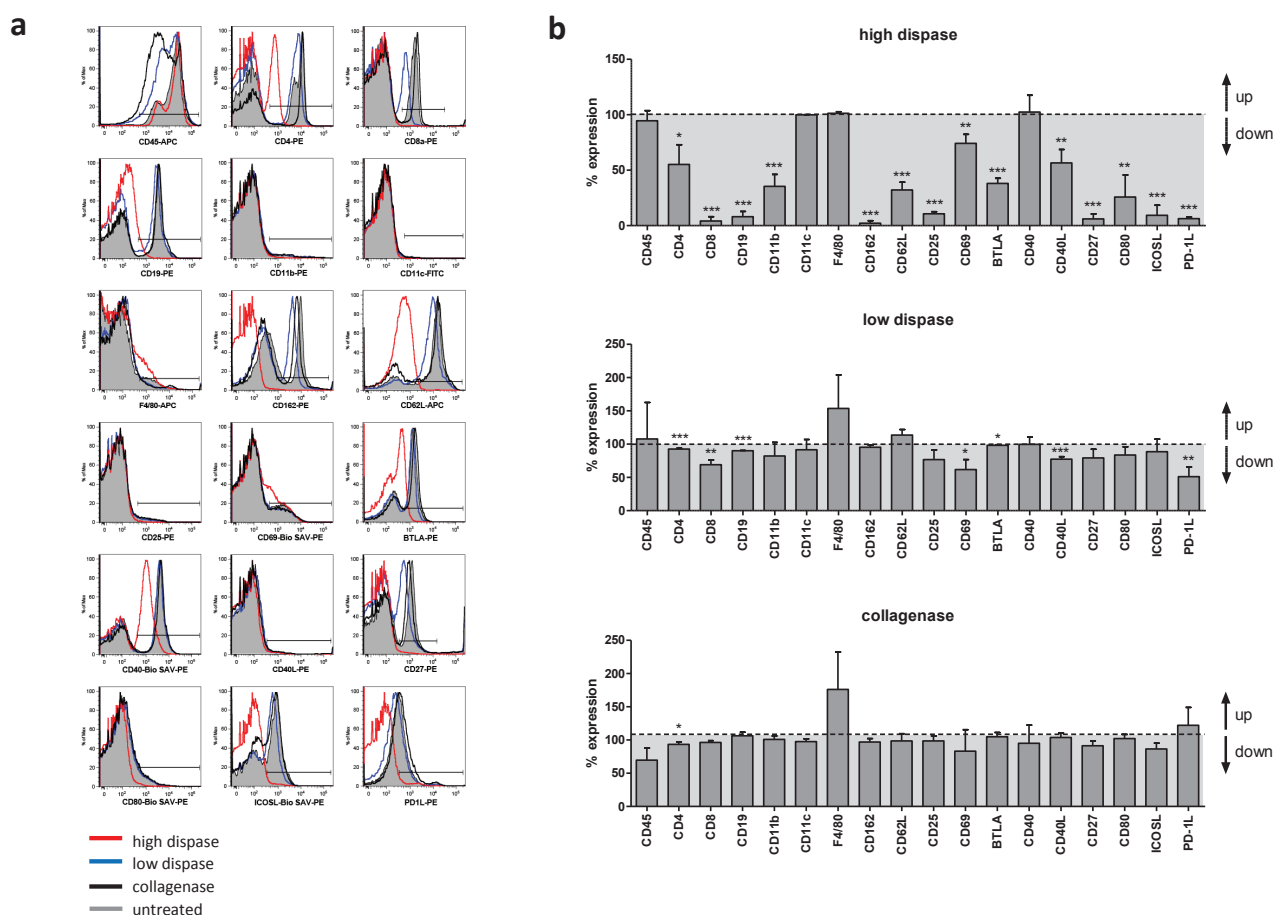 a
% of Max
CD45-APC
CD4-PE
CD8a-PE
CD19-PE
CD11b-PE
CD11c-FITC
F4/80-APC
CD162-PE
CD62L-APC
CD25-PE
CD69-Bio SAV-PE
BTLA-PE
CD40-Bio SAV-PE
CD40L-PE
CD27-PE
CD80-Bio SAV-PE
ICOSL-Bio SAV-PE
PD1L-PE
high dispase
low dispase
collagenase
untreated
b
high dispase
% expression
150
100
50
0
* *** *** *** *** *** *** ** *** ** *** ** *** ***
CD45 CD4 CD8 CD19 CD11b CD11c F4/80 CD162 CD62L CD25 CD69 BTLA CD40 CD40L CD27 CD80 ICOSL PD-1L
up
down
low dispase
% expression
250
200
150
100
50
0
*** ** *** * * *** **
CD45 CD4 CD8 CD19 CD11b CD11c F4/80 CD162 CD62L CD25 CD69 BTLA CD40 CD40L CD27 CD80 ICOSL PD-1L
up
down
collagenase
% expression
250
200
150
100
50
0
*
CD45 CD4 CD8 CD19 CD11b CD11c F4/80 CD162 CD62L CD25 CD69 BTLA CD40 CD40L CD27 CD80 ICOSL PD-1L
up
down